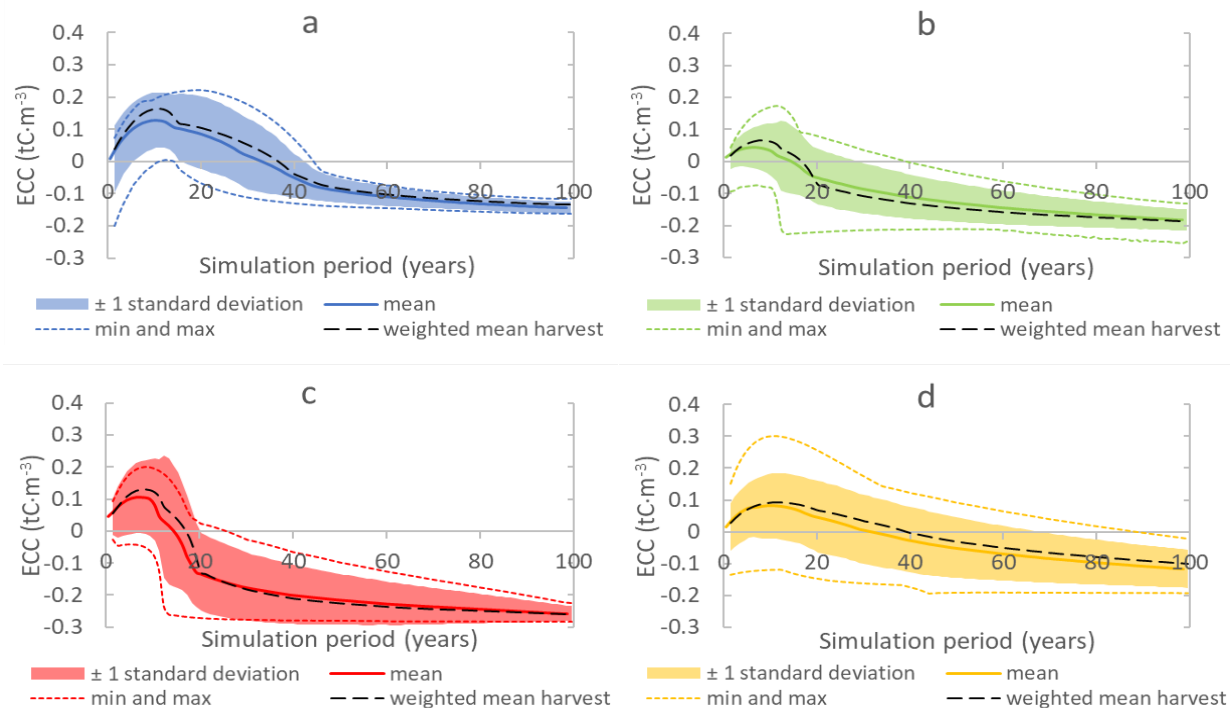 a
0.4
0.3
0.2
0.1
0
-0.1
-0.2
-0.3
0 20 40 60 80 100
ECC (tC·m⁻³)
Simulation period (years)
± 1 standard deviation mean
min and max weighted mean harvest
b
0.4
0.3
0.2
0.1
0
-0.1
-0.2
-0.3
0 20 40 60 80 100
ECC (tC·m⁻³)
Simulation period (years)
± 1 standard deviation mean
min and max weighted mean harvest
c
0.4
0.3
0.2
0.1
0
-0.1
-0.2
-0.3
0 20 40 60 80 100
ECC (tC·m⁻³)
Simulation period (years)
± 1 standard deviation mean
min and max weighted mean harvest
d
0.4
0.3
0.2
0.1
0
-0.1
-0.2
-0.3
0 20 40 60 80 100
ECC (tC·m⁻³)
Simulation period (years)
± 1 standard deviation mean
min and max weighted mean harvest